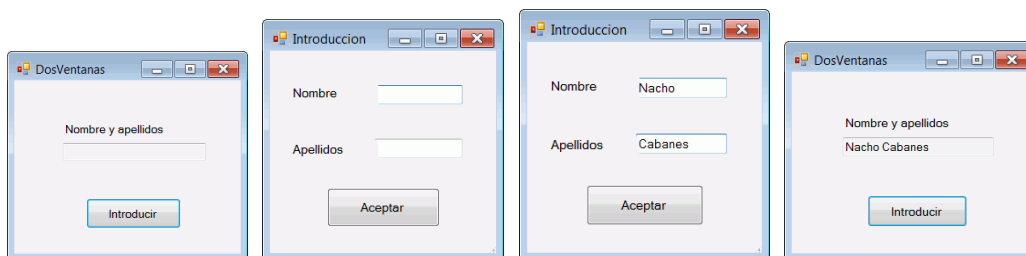 DosVentanas
Nombre y apellidos
Introducir
Introduccion
Nombre
Apellidos
Aceptar
Introduccion
Nombre Nacho
Apellidos Cabanes
Aceptar
DosVentanas
Nombre y apellidos
Nacho Cabanes
Introducir